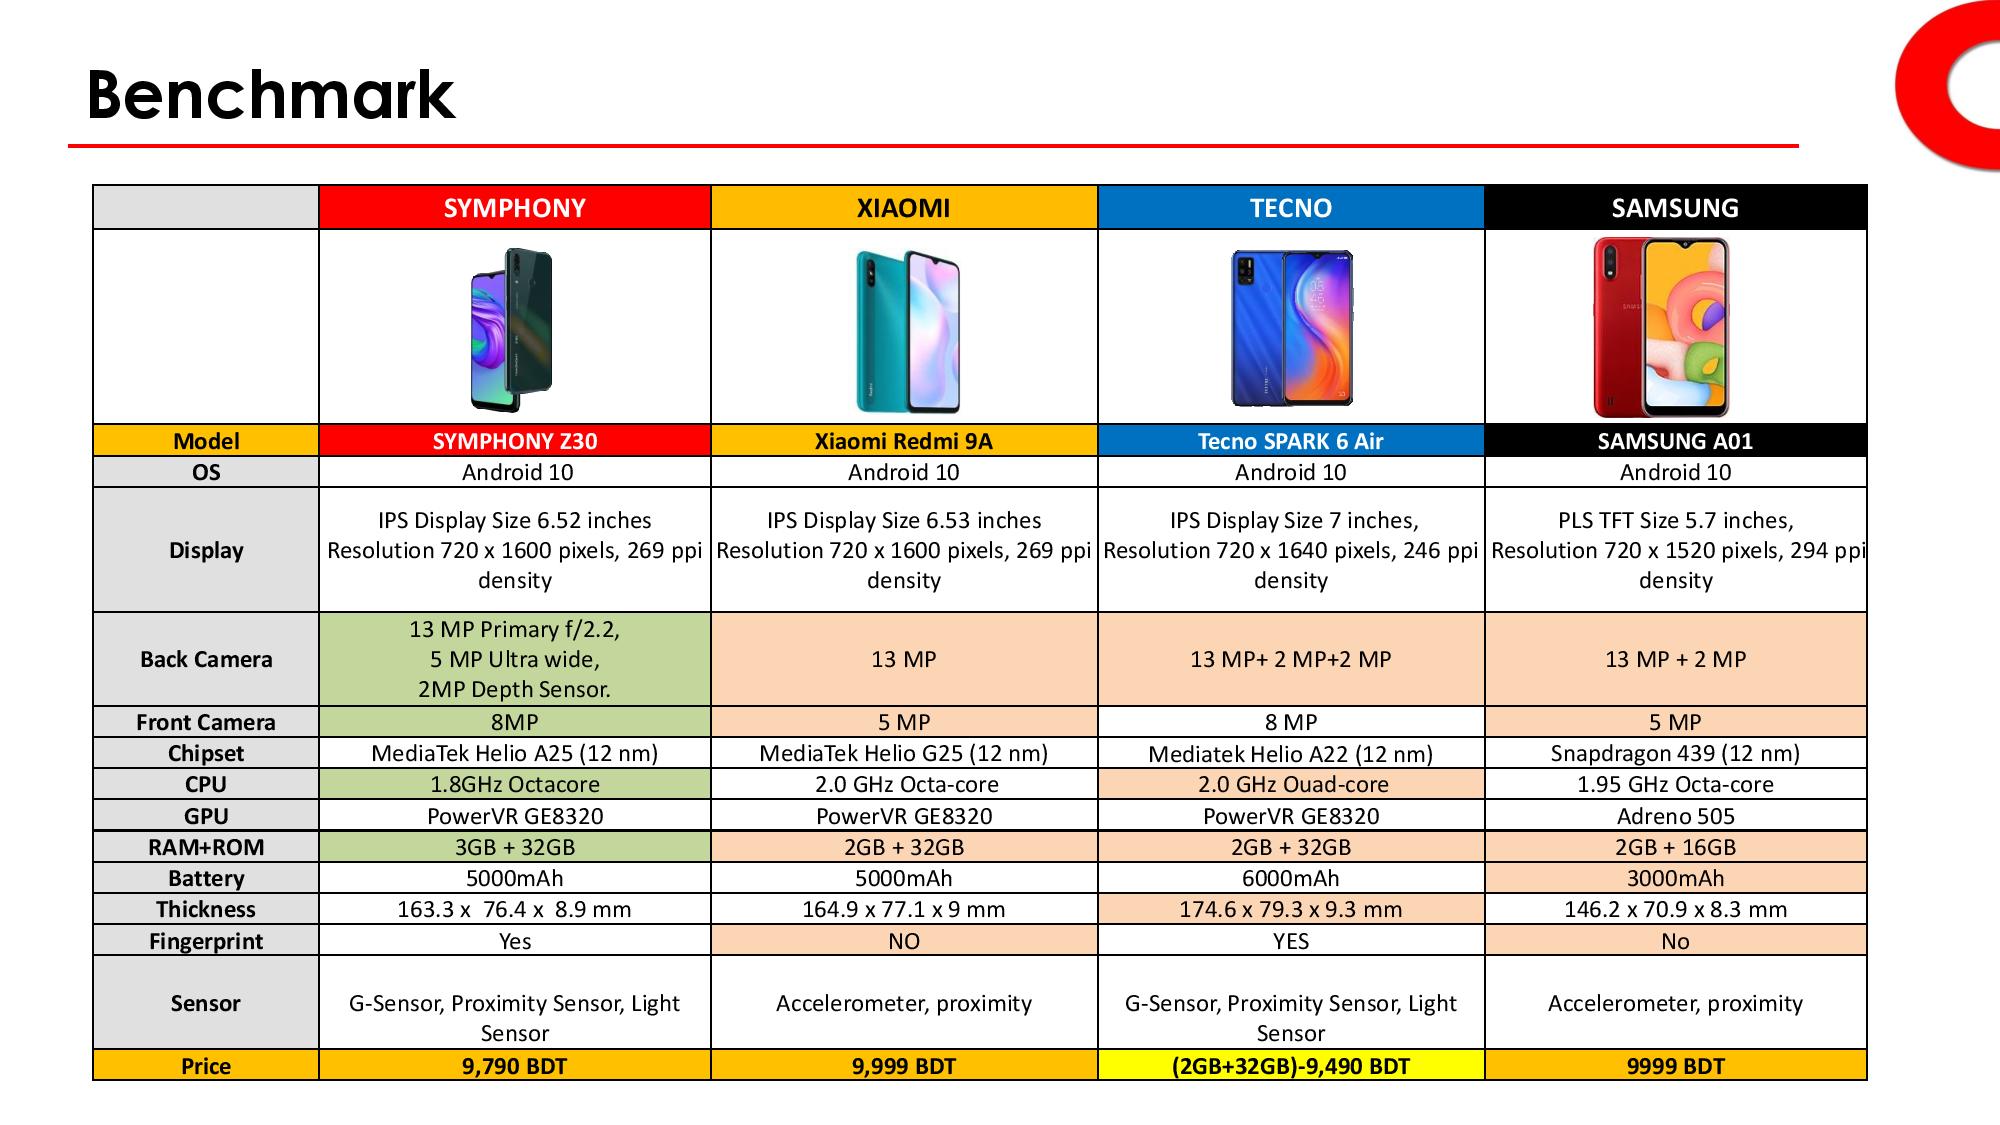 Benchmark
SYMPHONY XIAOMI TECNO SAMSUNG
Model SYMPHONY Z30 Xiaomi Redmi 9A Tecno SPARK 6 Air SAMSUNG A01
OS Android 10 Android 10 Android 10 Android 10
Display
IPS Display Size 6.52 inches
Resolution 720 x 1600 pixels, 269 ppi
density
IPS Display Size 6.53 inches
Resolution 720 x 1600 pixels, 269 ppi
density
IPS Display Size 7 inches,
Resolution 720 x 1640 pixels, 246 ppi
density
PLS TFT Size 5.7 inches,
Resolution 720 x 1520 pixels, 294 ppi
density
Back Camera
13 MP Primary f/2.2,
5 MP Ultra wide,
2MP Depth Sensor.
13 MP
13 MP+ 2 MP+2 MP
13 MP + 2 MP
Front Camera 8MP 5 MP 8 MP 5 MP
Chipset MediaTek Helio A25 (12 nm) MediaTek Helio G25 (12 nm) Mediatek Helio A22 (12 nm) Snapdragon 439 (12 nm)
CPU 1.8GHz Octacore 2.0 GHz Octa-core 2.0 GHz Ouad-core 1.95 GHz Octa-core
GPU PowerVR GE8320 PowerVR GE8320 PowerVR GE8320 Adreno 505
RAM+ROM 3GB + 32GB 2GB + 32GB 2GB + 32GB 2GB + 16GB
Battery 5000mAh 5000mAh 6000mAh 3000mAh
Thickness 163.3 x 76.4 x 8.9 mm 164.9 x 77.1 x 9 mm 174.6 x 79.3 x 9.3 mm 146.2 x 70.9 x 8.3 mm
Fingerprint Yes NO YES No
Sensor
G-Sensor, Proximity Sensor, Light
Sensor
Accelerometer, proximity
G-Sensor, Proximity Sensor, Light
Sensor
Accelerometer, proximity
Price 9,790 BDT 9,999 BDT (2GB+32GB)-9,490 BDT 9999 BDT